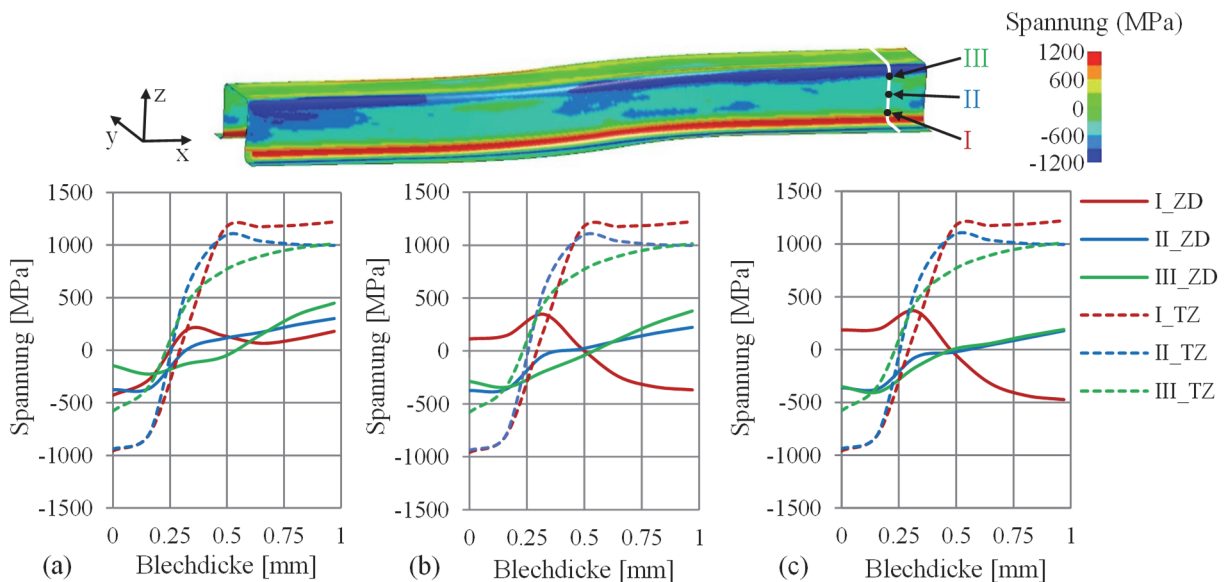 Spannung (MPa)
1200
600
0
-600
-1200
III
II
I
z
y
x
Spannung [MPa]
1500
1000
500
0
-500
-1000
-1500
0
0.25
0.5
0.75
1
(a)
Blechdicke [mm]
Spannung [MPa]
1500
1000
500
0
-500
-1000
-1500
0
0.25
0.5
0.75
1
(b)
Blechdicke [mm]
Spannung [MPa]
1500
1000
500
0
-500
-1000
-1500
0
0.25
0.5
0.75
1
(c)
Blechdicke [mm]
I_ZD
II_ZD
III_ZD
I_TZ
II_TZ
III_TZ